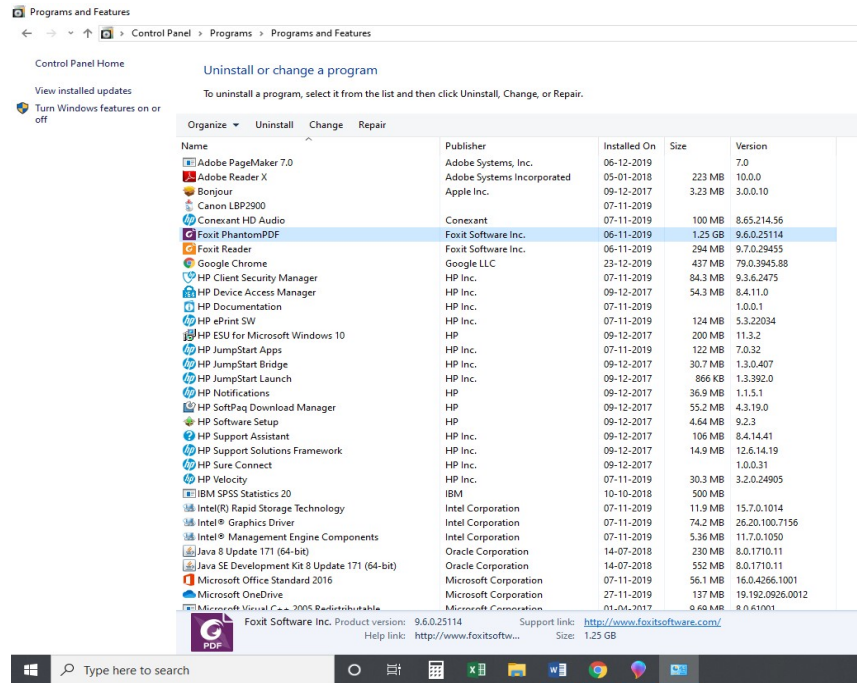 Programs and Features
Control Panel > Programs > Programs and Features
Control Panel Home
View installed updates
Turn Windows features on or
off
Uninstall or change a program
To uninstall a program, select it from the list and then click Uninstall, Change, or Repair.
Organize Uninstall Change Repair
Name Publisher Installed On Size Version
Adobe PageMaker 7.0 Adobe Systems, Inc. 06-12-2019 7.0
Adobe Reader X Adobe Systems Incorporated 05-01-2018 223 MB 10.0.0
Bonjour Apple Inc. 09-12-2017 3.23 MB 3.0.0.10
Canon LBP2900 07-11-2019
Conexant HD Audio Conexant 07-11-2019 100 MB 8.65.214.56
Foxit PhantomPDF Foxit Software Inc. 06-11-2019 1.25 GB 9.6.0.25114
Foxit Reader Foxit Software Inc. 06-11-2019 294 MB 9.7.0.29455
Google Chrome Google LLC 23-12-2019 437 MB 79.0.3945.88
HP Client Security Manager HP Inc. 07-11-2019 84.3 MB 9.3.6.2475
HP Device Access Manager HP Inc. 09-12-2017 54.3 MB 8.4.11.0
HP Documentation HP Inc. 07-11-2019 1.0.0.1
HP ePrint SW HP Inc. 07-11-2019 124 MB 5.3.22034
HP ESU for Microsoft Windows 10 HP 09-12-2017 200 MB 11.3.2
HP JumpStart Apps HP Inc. 07-11-2019 122 MB 7.0.32
HP JumpStart Bridge HP Inc. 09-12-2017 30.7 MB 1.3.0.407
HP JumpStart Launch HP Inc. 09-12-2017 866 KB 1.3.392.0
HP Notifications HP 09-12-2017 36.9 MB 1.1.5.1
HP SoftPaq Download Manager HP 09-12-2017 55.2 MB 4.3.19.0
HP Software Setup HP 09-12-2017 4.64 MB 9.2.3
HP Support Assistant HP Inc. 09-12-2017 106 MB 8.4.14.41
HP Support Solutions Framework HP Inc. 09-12-2017 14.9 MB 12.6.14.19
HP Sure Connect HP Inc. 09-12-2017 1.0.0.31
HP Velocity HP Inc. 07-11-2019 30.3 MB 3.2.0.24905
IBM SPSS Statistics 20 IBM 10-10-2018 500 MB
Intel(R) Rapid Storage Technology Intel Corporation 07-11-2019 11.9 MB 15.7.0.1014
Intel® Graphics Driver Intel Corporation 07-11-2019 74.2 MB 26.20.100.7156
Intel® Management Engine Components Intel Corporation 07-11-2019 5.36 MB 11.7.0.1050
Java 8 Update 171 (64-bit) Oracle Corporation 14-07-2018 230 MB 8.0.1710.11
Java SE Development Kit 8 Update 171 (64-bit) Oracle Corporation 14-07-2018 552 MB 8.0.1710.11
Microsoft Office Standard 2016 Microsoft Corporation 07-11-2019 56.1 MB 16.0.4266.1001
Microsoft OneDrive Microsoft Corporation 27-11-2019 137 MB 19.192.0926.0012
Microsoft Visual C++ 2005 Redistributable Microsoft Corporation 01-04-2017 9.69 MB 8.0.61001
Foxit Software Inc. Product version: 9.6.0.25114 Support link: http://www.foxitsoftware.com/
Help link: http://www.foxitsoftw... Size: 1.25 GB
PDF
Type here to search